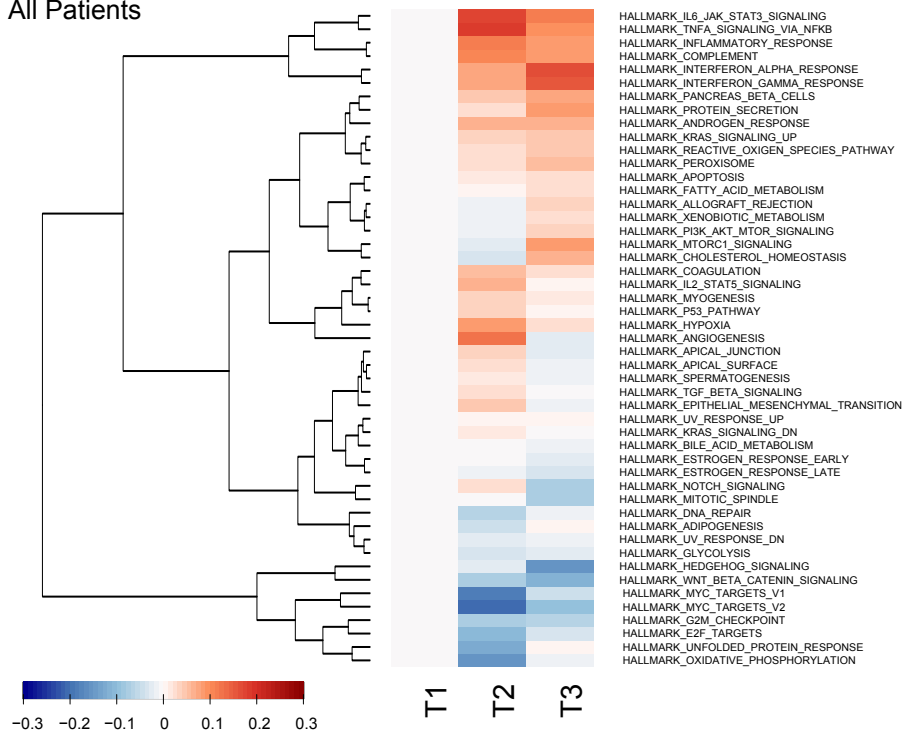 All Patients
HALLMARK_IL6_JAK_STAT3_SIGNALING
HALLMARK_TNFA_SIGNALING_VIA_NFKB
HALLMARK_INFLAMMATORY_RESPONSE
HALLMARK_COMPLEMENT
HALLMARK_INTERFERON_ALPHA_RESPONSE
HALLMARK_INTERFERON_GAMMA_RESPONSE
HALLMARK_PANCREAS_BETA_CELLS
HALLMARK_PROTEIN_SECRETION
HALLMARK_ANDROGEN_RESPONSE
HALLMARK_KRAS_SIGNALING_UP
HALLMARK_REACTIVE_OXIGEN_SPECIES_PATHWAY
HALLMARK_PEROXISOME
HALLMARK_APOPTOSIS
HALLMARK_FATTY_ACID_METABOLISM
HALLMARK_ALLOGRAFT_REJECTION
HALLMARK_XENOBIOTIC_METABOLISM
HALLMARK_PI3K_AKT_MTOR_SIGNALING
HALLMARK_MTORC1_SIGNALING
HALLMARK_CHOLESTEROL_HOMEOSTASIS
HALLMARK_COAGULATION
HALLMARK_IL2_STAT5_SIGNALING
HALLMARK_MYOGENESIS
HALLMARK_P53_PATHWAY
HALLMARK_HYPOXIA
HALLMARK_ANGIOGENESIS
HALLMARK_APICAL_JUNCTION
HALLMARK_APICAL_SURFACE
HALLMARK_SPERMATOGENESIS
HALLMARK_TGF_BETA_SIGNALING
HALLMARK_EPITHELIAL_MESENCHYMAL_TRANSITION
HALLMARK_UV_RESPONSE_UP
HALLMARK_KRAS_SIGNALING_DN
HALLMARK_BILE_ACID_METABOLISM
HALLMARK_ESTROGEN_RESPONSE_EARLY
HALLMARK_ESTROGEN_RESPONSE_LATE
HALLMARK_NOTCH_SIGNALING
HALLMARK_MITOTIC_SPINDLE
HALLMARK_DNA_REPAIR
HALLMARK_ADIPOGENESIS
HALLMARK_UV_RESPONSE_DN
HALLMARK_GLYCOLYSIS
HALLMARK_HEDGEHOG_SIGNALING
HALLMARK_WNT_BETA_CATENIN_SIGNALING
HALLMARK_MYC_TARGETS_V1
HALLMARK_MYC_TARGETS_V2
HALLMARK_G2M_CHECKPOINT
HALLMARK_E2F_TARGETS
HALLMARK_UNFOLDED_PROTEIN_RESPONSE
HALLMARK_OXIDATIVE_PHOSPHORYLATION
T1 T2 T3
−0.3 −0.2 −0.1 0 0.1 0.2 0.3